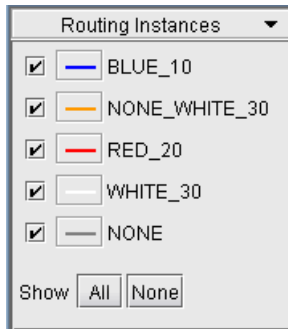 Routing Instances
BLUE_10
NONE_WHITE_30
RED_20
WHITE_30
NONE
Show All None